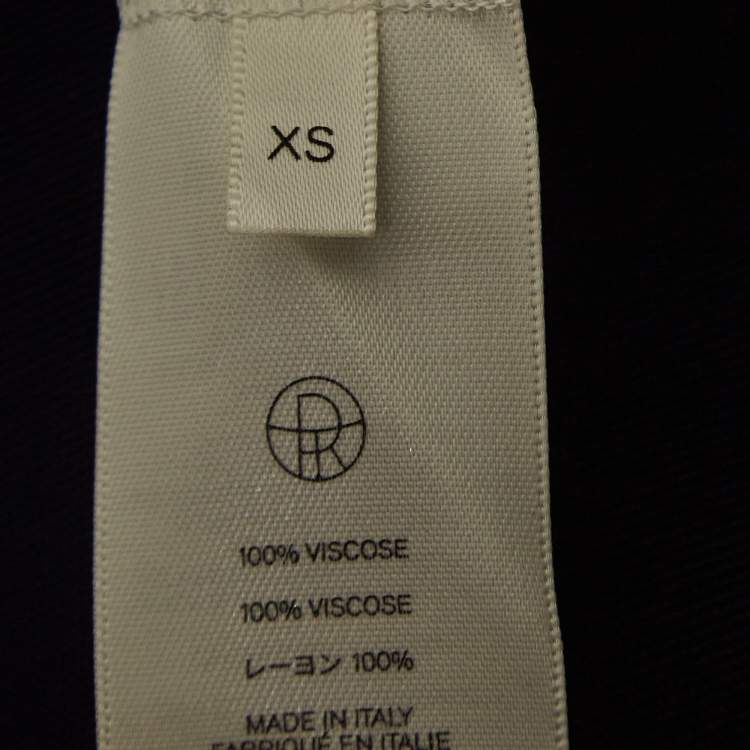 XS
100% VISCOSE
100% VISCOSE
レーヨン 100%
MADE IN ITALY
FABRIQUÉ EN ITALIE